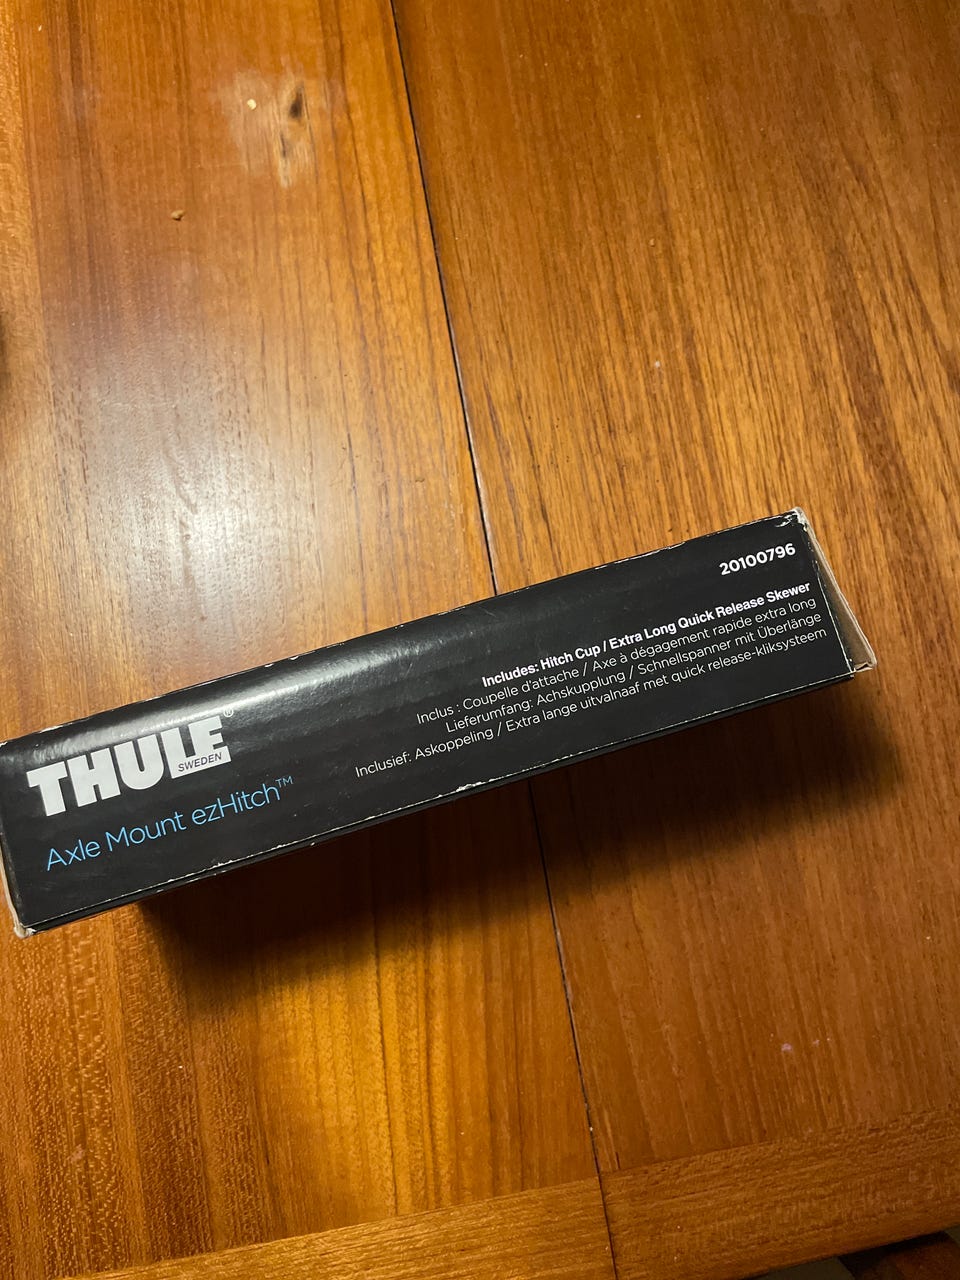 THULE®
SWEDEN
Axle Mount ezHitch™
20100796
Includes: Hitch Cup / Extra Long Quick Release Skewer
Inclus : Coupelle d'attache / Axe à dégagement rapide extra long
Lieferumfang: Achskupplung / Schnellspanner mit Überlänge
Inclusief: Askoppeling / Extra lange uitvalnaaf met quick release-kliksysteem